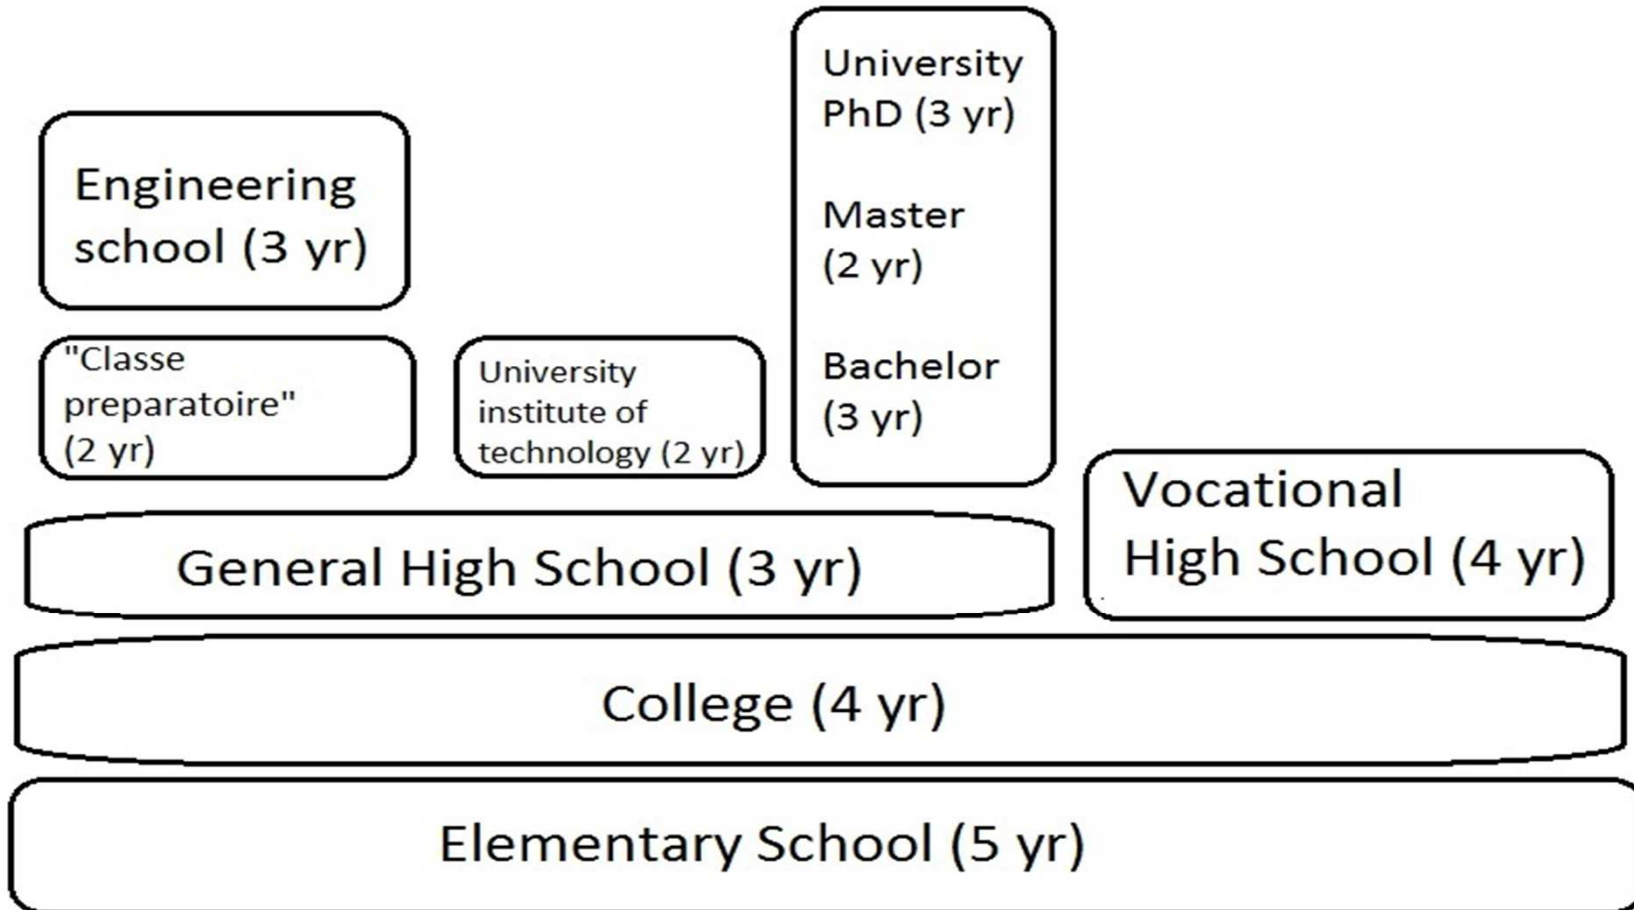 University
PhD (3 yr)
Master
(2 yr)
Bachelor
(3 yr)
Engineering
school (3 yr)
"Classe
preparatoire"
(2 yr)
University
institute of
technology (2 yr)
Vocational
High School (4 yr)
General High School (3 yr)
College (4 yr)
Elementary School (5 yr)